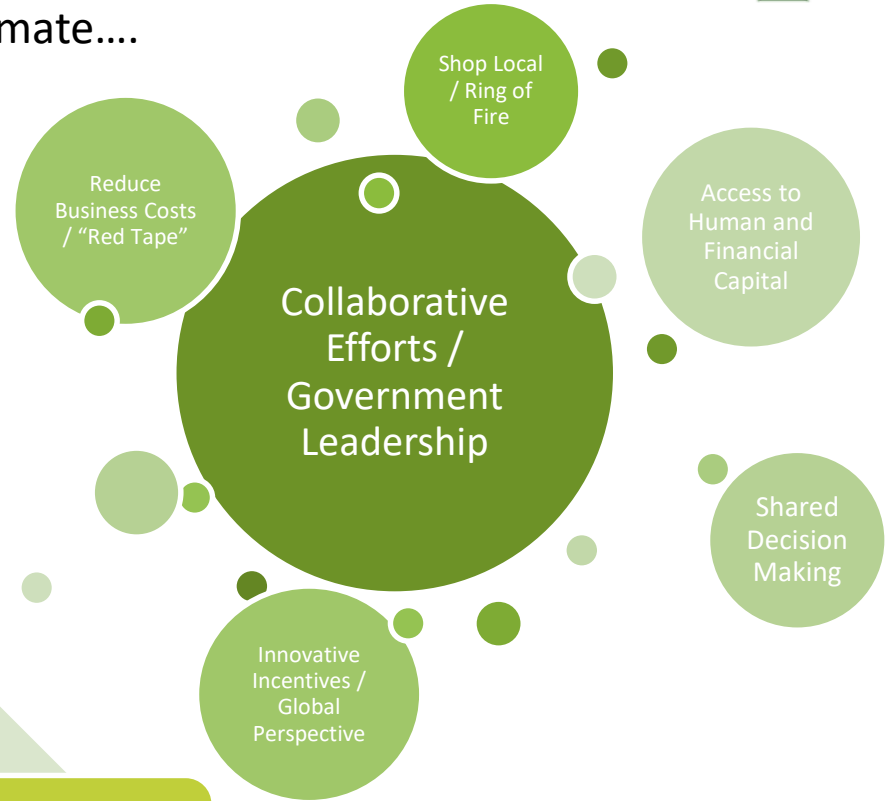 mate….
Shop Local
/ Ring of
Fire
Reduce
Business Costs
/ “Red Tape”
Access to
Human and
Financial
Capital
Collaborative
Efforts /
Government
Leadership
Shared
Decision
Making
Innovative
Incentives /
Global
Perspective